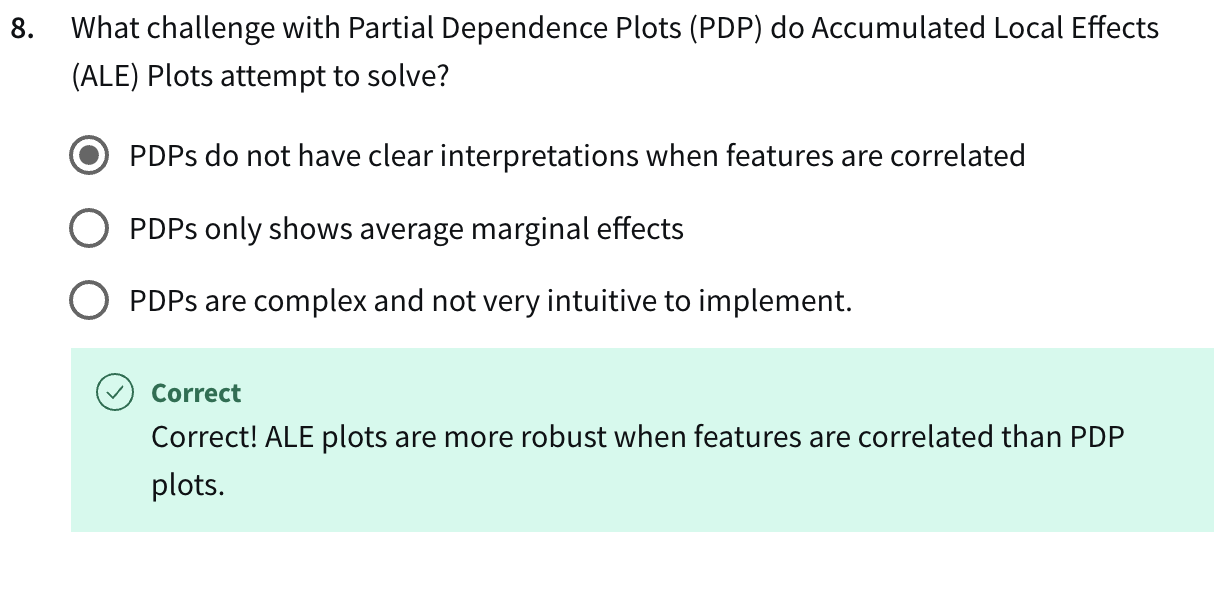 8. What challenge with Partial Dependence Plots (PDP) do Accumulated Local Effects
(ALE) Plots attempt to solve?
PDPs do not have clear interpretations when features are correlated
PDPs only shows average marginal effects
PDPs are complex and not very intuitive to implement.
Correct
Correct! ALE plots are more robust when features are correlated than PDP
plots.